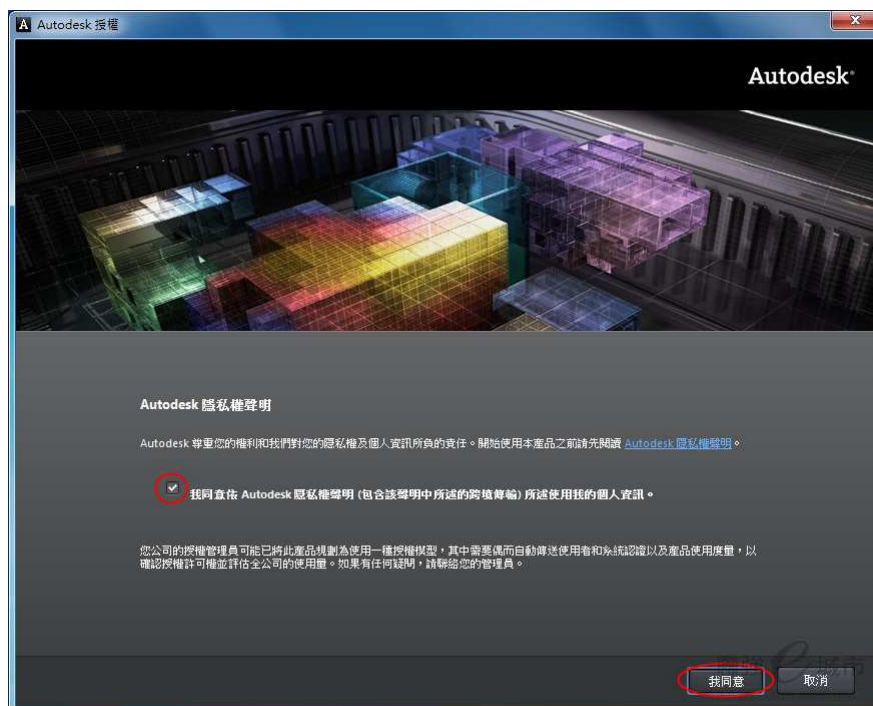 Autodesk 授權
Autodesk
Autodesk 隱私權聲明
Autodesk 尊重您的權利和我們對您的隱私權及個人資訊所負的責任。開始使用本產品之前請先閱讀 Autodesk 隱私權聲明。
我同意依 Autodesk 隱私權聲明 (包含該聲明中所述的跨境傳輸) 所述使用我的個人資訊。
您公司的授權管理員可能已將此產品規劃為使用一種授權模型，其中需要偶而自動傳送使用者和系統認證以及產品使用度量，以
確認授權許可權並評估全公司的使用量。如果有任何疑問，請聯絡您的管理員。
e城市
我同意
取消